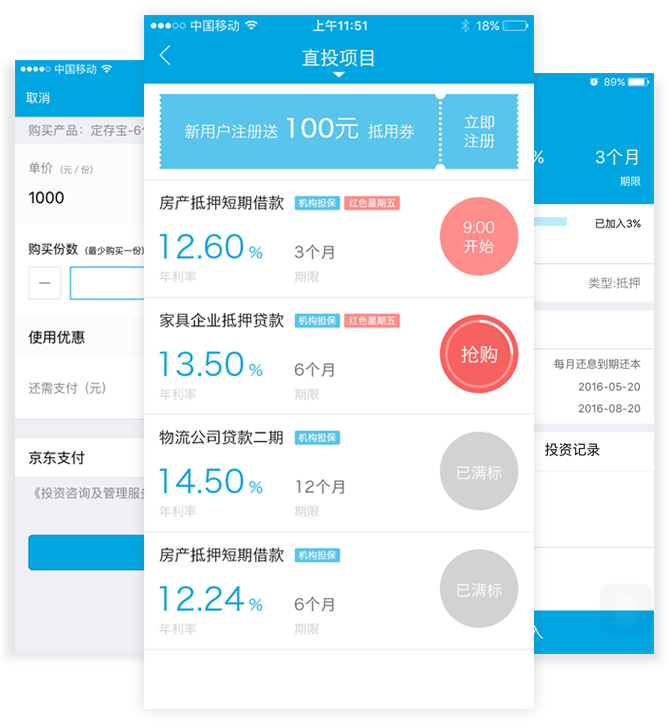 中国移动
取消
购买产品：定存宝-6
单价（元 / 份）
1000
购买份数（最少购买一份）
使用优惠
还需支付（元）
京东支付
《投资咨询及管理服务
中国移动 上午11:51 18%
直投项目
新用户注册送 100元 抵用券
立即
注册
房产抵押短期借款 机构担保 红色星期五
12.60% 3个月
年利率 期限
9:00
开始
家具企业抵押贷款 机构担保 红色星期五
13.50% 6个月
年利率 期限
抢购
物流公司贷款二期 机构担保
14.50% 12个月
年利率 期限
已满标
房产抵押短期借款 机构担保
12.24% 6个月
年利率 期限
已满标
89%
% 3个月
期限
已加入3%
类型:抵押
每月还息到期还本
2016-05-20
2016-08-20
投资记录